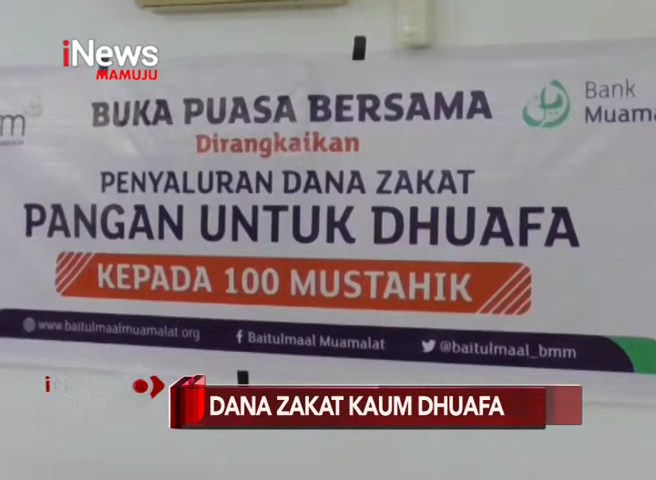 iNews
MAMUJU
m
BUKA PUASA BERSAMA
Bank
Muama
Dirangkaikan
PENYALURAN DANA ZAKAT
PANGAN UNTUK DHUAFA
KEPADA 100 MUSTAHIK
www.baitulmaalmuamalat.org
Baitulmaal Muamalat
@baitulmaal_bmm
DANA ZAKAT KAUM DHUAFA